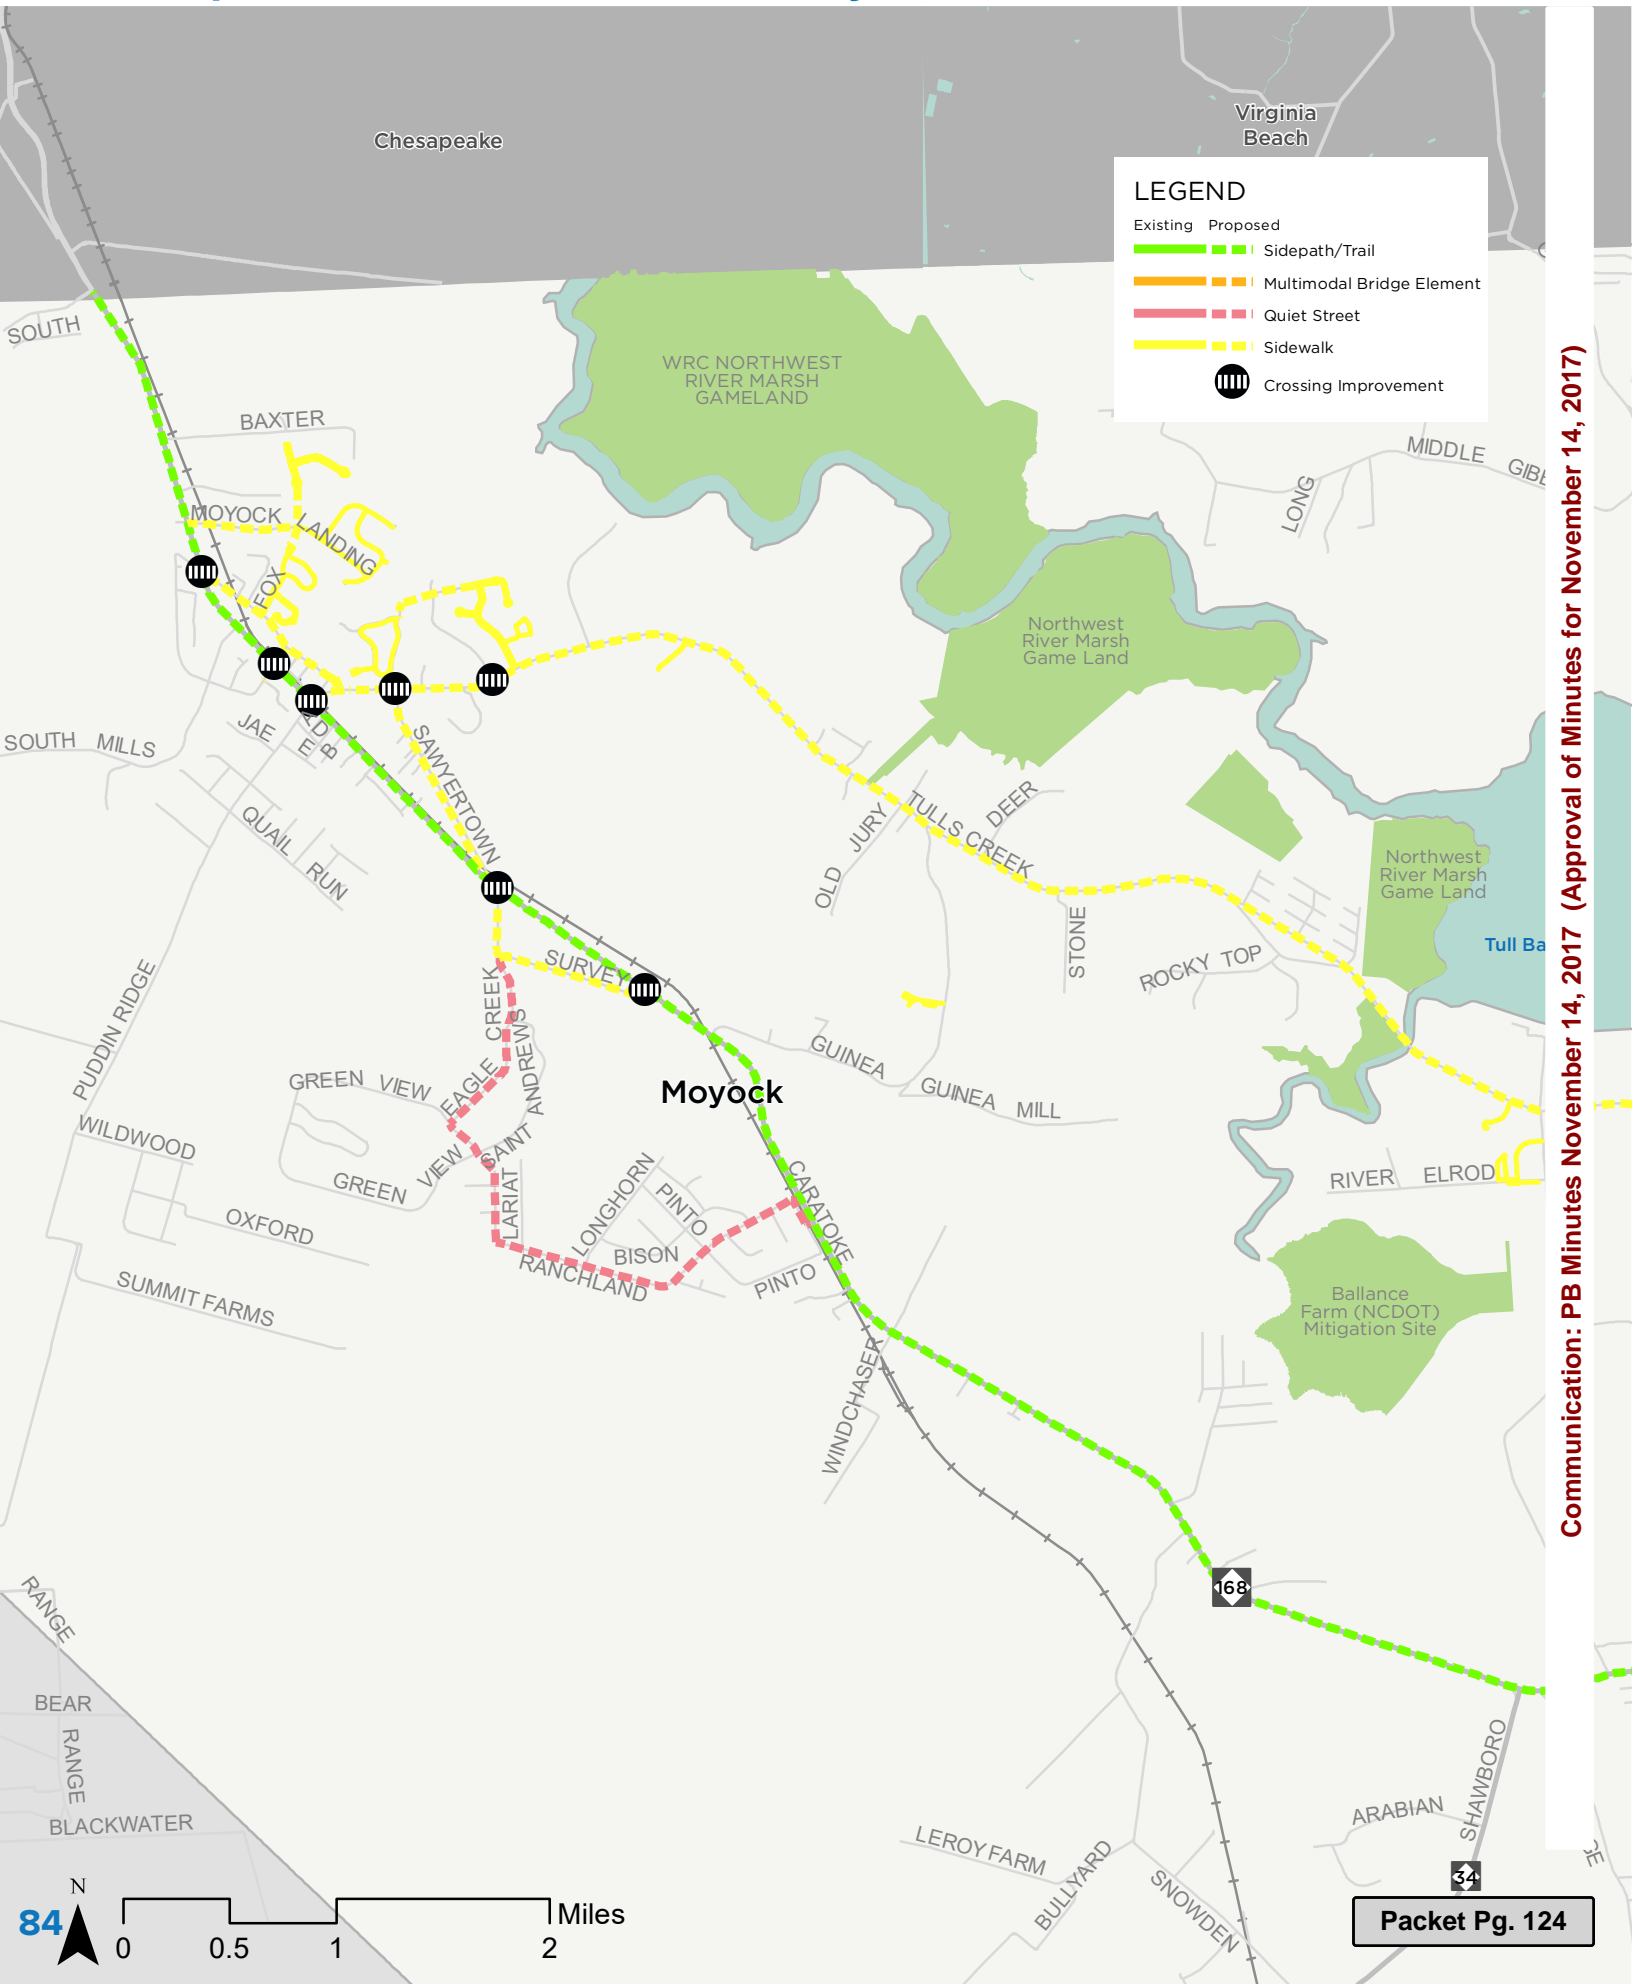 Chesapeake
Virginia
Beach
LEGEND
Existing Proposed
Sidepath/Trail
Multimodal Bridge Element
Quiet Street
Sidewalk
Crossing Improvement
SOUTH
WRC NORTHWEST
RIVER MARSH
GAMELAND
BAXTER
MIDDLE
LONG
MOYOCK LANDING
FOX
Northwest
River Marsh
Game Land
SOUTH MILLS
JAE
SAWYERTOWN
QUAIL RUN
OLD JURY
TULLS CREEK
DEER
Northwest
River Marsh
Game Land
Tull Ba
STONE
ROCKY TOP
SURVEY
PUDDIN RIDGE
EAGLE CREEK
SAINT ANDREWS
GUINEA
GUINEA MILL
Moyock
GREEN VIEW
WILDWOOD
GREEN VIEW
LARIAT
LONGHORN
PINTO
CARATOKE
RIVER
ELROD
OXFORD
BISON
RANCHLAND
PINTO
SUMMIT FARMS
Ballance
Farm (NCDOT)
Mitigation Site
WINDCHASER
168
RANGE
BEAR
RANGE
BLACKWATER
SHAWBORO
ARABIAN
LEROY FARM
BULLYARD
SNOWDEN
34
N
84
0 0.5 1 2
Miles
Packet Pg. 124
Communication: PB Minutes November 14, 2017 (Approval of Minutes for November 14, 2017)